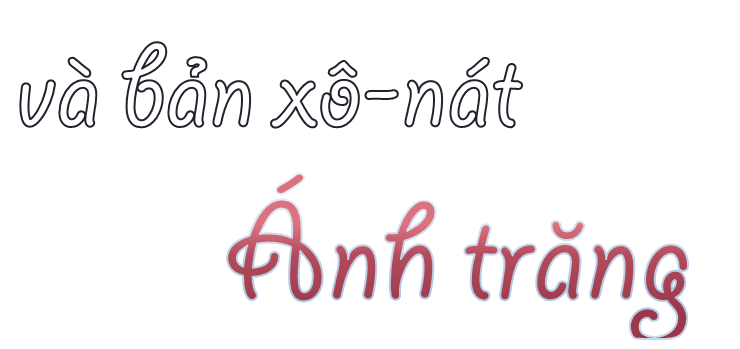 và bản xô-nát
Ánh trăng